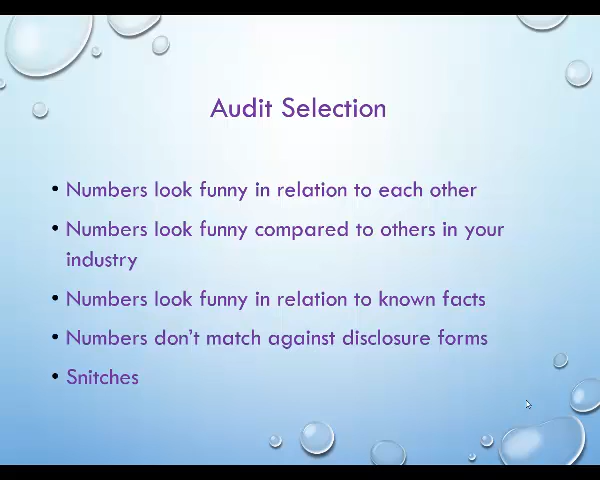 Audit Selection
• Numbers look funny in relation to each other
• Numbers look funny compared to others in your
industry
• Numbers look funny in relation to known facts
• Numbers don't match against disclosure forms
• Snitches